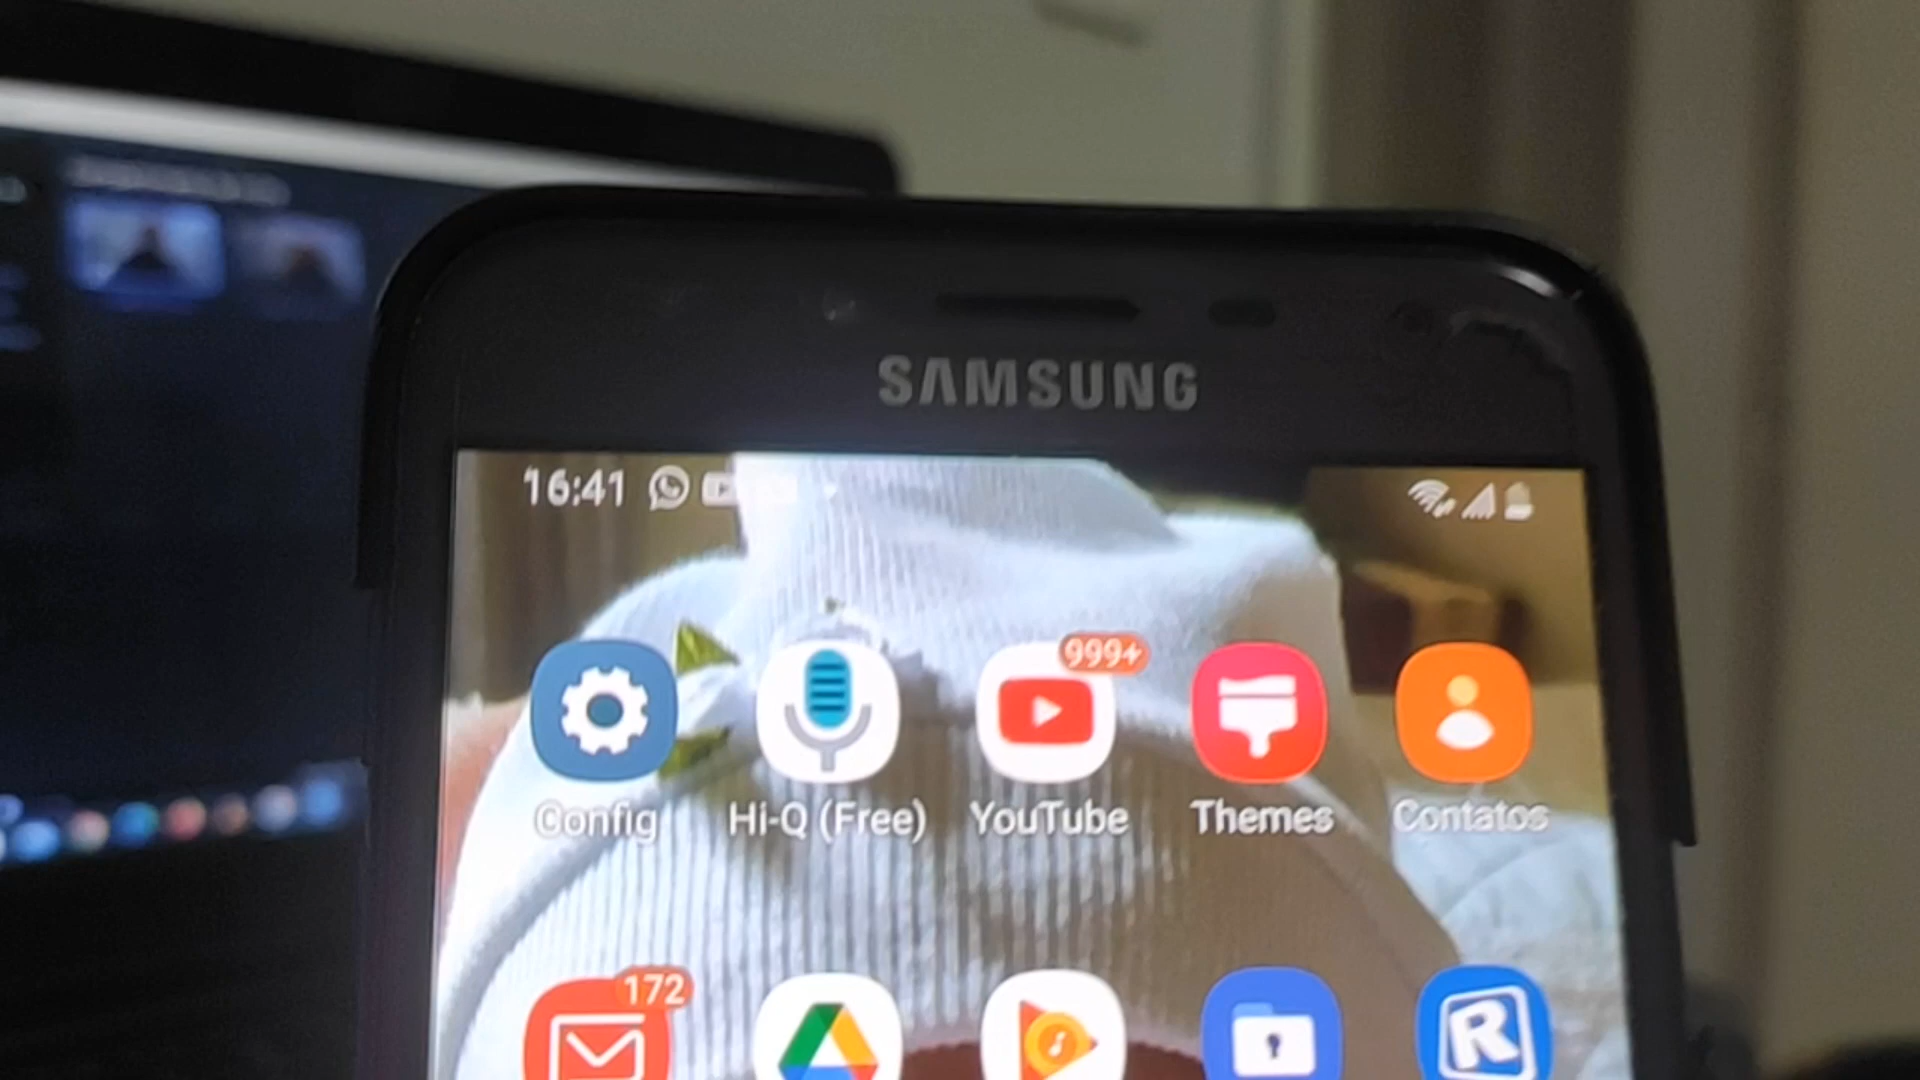 SAMSUNG
16:41
999+
Config
Hi-Q (Free)
YouTube
Themes
Contatos
172
R